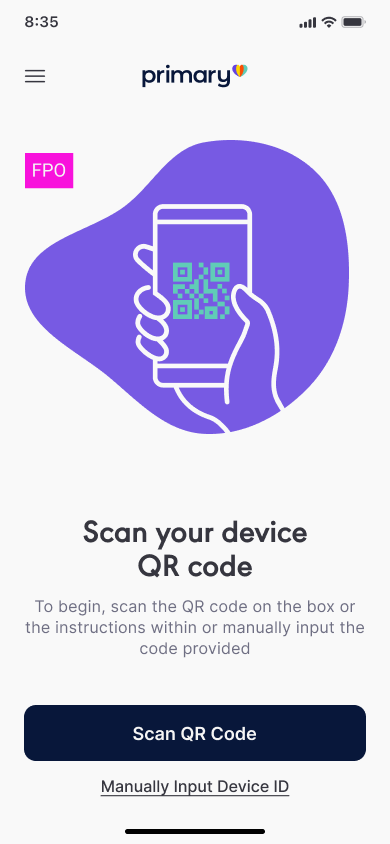 8:35
primary
FPO
Scan your device
QR code
To begin, scan the QR code on the box or
the instructions within or manually input the
code provided
Scan QR Code
Manually Input Device ID